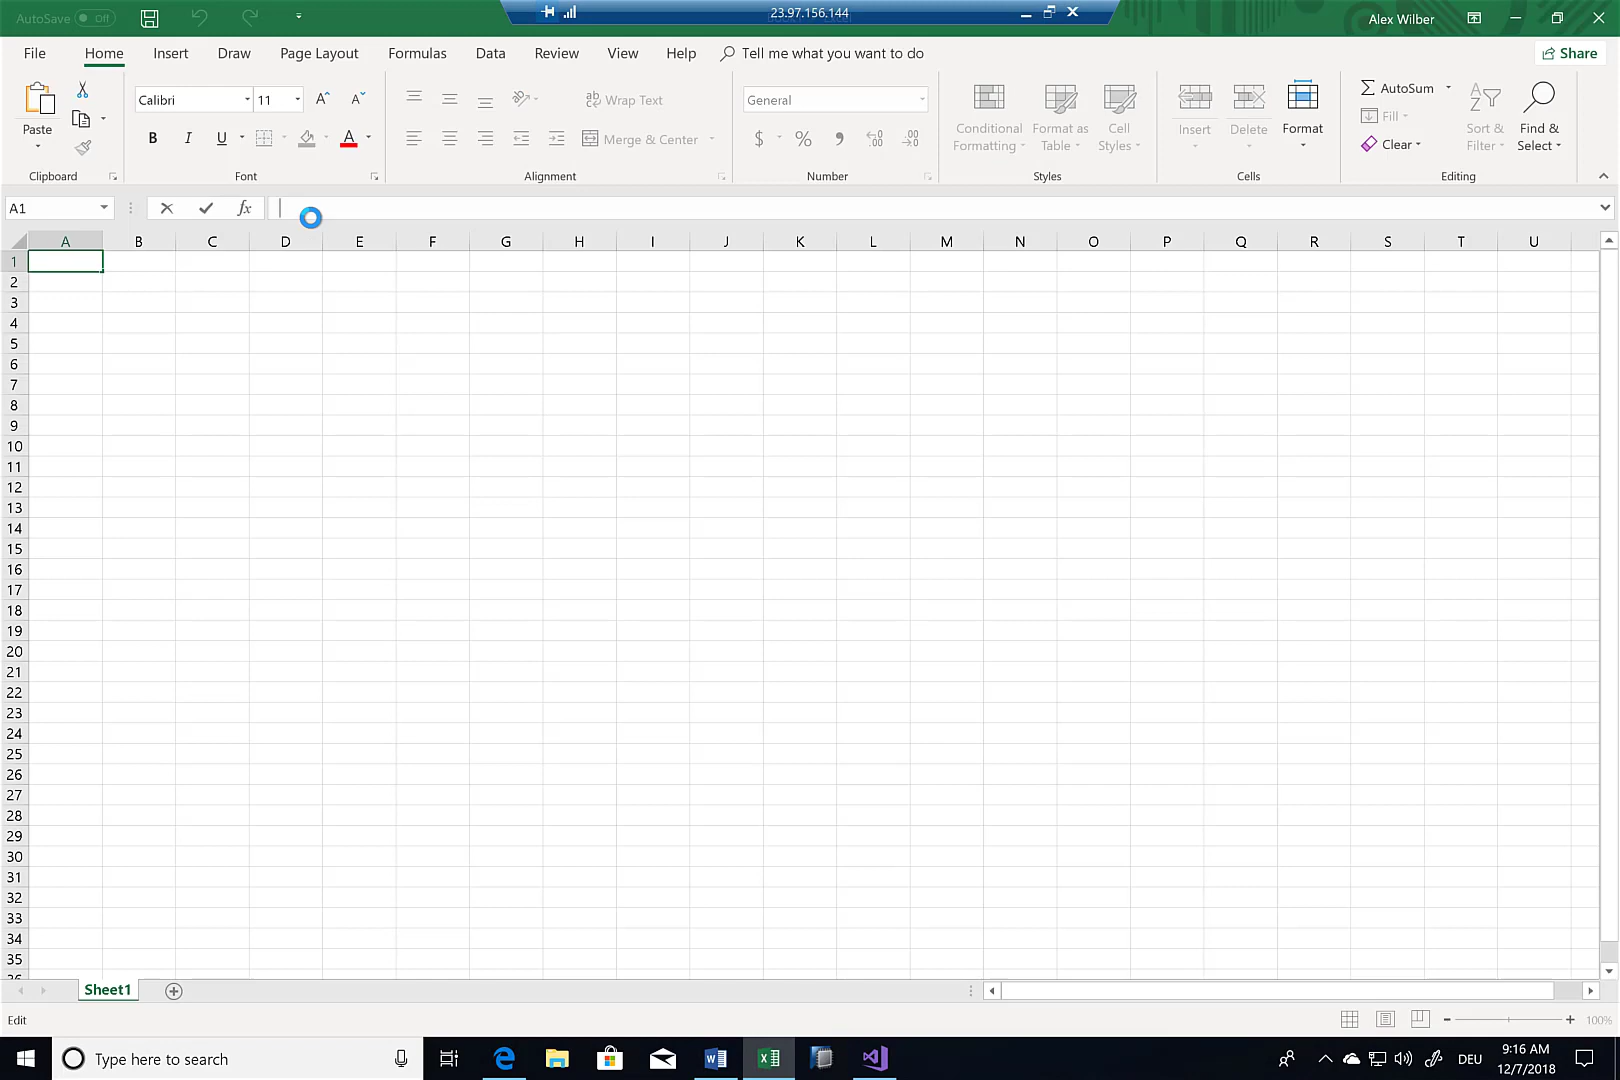 AutoSave Off
23.97.156.144
Alex Wilber
File Home Insert Draw Page Layout Formulas Data Review View Help Tell me what you want to do Share
Paste
Clipboard
Calibri 11
B I U A
Font
ab Wrap Text
Merge & Center
Alignment
General
$ % , .00 .00
Number
Conditional Formatting
Format as Table
Cell Styles
Styles
Insert Delete Format
Cells
AutoSum
Fill
Clear
Sort & Filter
Find & Select
Editing
A1 fx
A B C D E F G H I J K L M N O P Q R S T U
1
2
3
4
5
6
7
8
9
10
11
12
13
14
15
16
17
18
19
20
21
22
23
24
25
26
27
28
29
30
31
32
33
34
35
36
Sheet1
Edit 100%
Type here to search
DEU
9:16 AM
12/7/2018